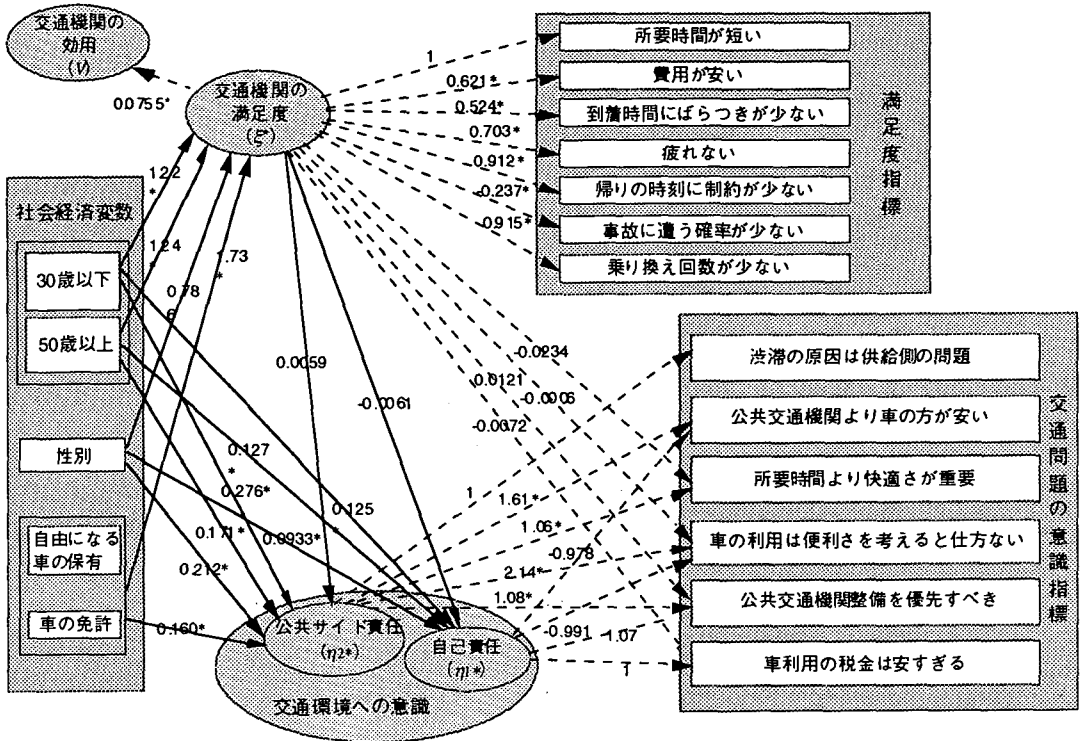 交通機関の
効用
(V)
0.0755*
交通機関の
満足度
(ξ)
1
0.621*
0.524*
0.703*
0.912*
-0.237*
0.915*
所要時間が短い
費用が安い
到着時間にばらつきが少ない
疲れない
帰りの時刻に制約が少ない
事故に遭う確率が少ない
乗り換え回数が少ない
満足度指標
社会経済変数
30歳以下
50歳以上
性別
自由になる
車の保有
車の免許
122
*
124
0.78
6
1.73
*
0.0059
-0.0061
-0.0234
0.0121
-0.0006
-0.0072
0.127
*
0.276*
0.125
0.171*
0.0933*
*
0.212*
0.160*
1
1.61*
1.06*
-0.978
2.14*
1.08*
-0.991
1.07
1
公共サイド責任
(η2*)
自己責任
(η1*)
交通環境への意識
渋滞の原因は供給側の問題
公共交通機関より車の方が安い
所要時間より快適さが重要
車の利用は便利さを考えると仕方ない
公共交通機関整備を優先すべき
車利用の税金は安すぎる
交通問題の意識指標